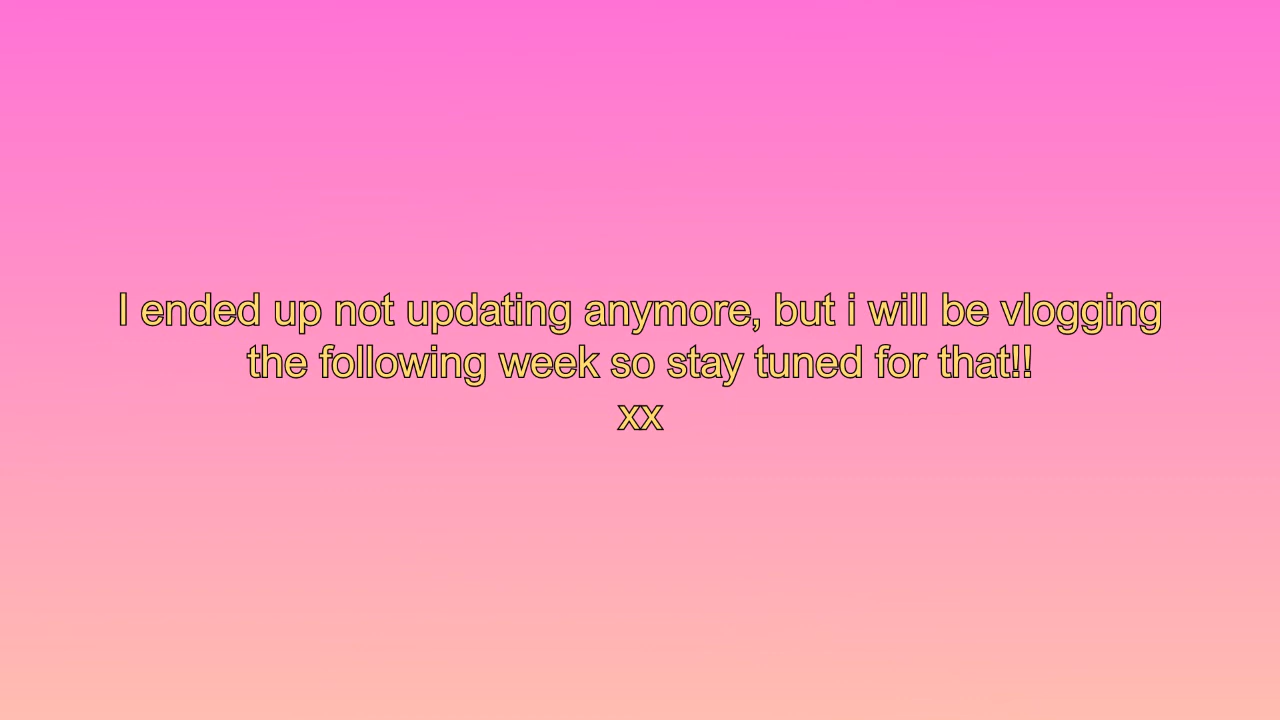 I ended up not updating anymore, but i will be vlogging
the following week so stay tuned for that!!
xx